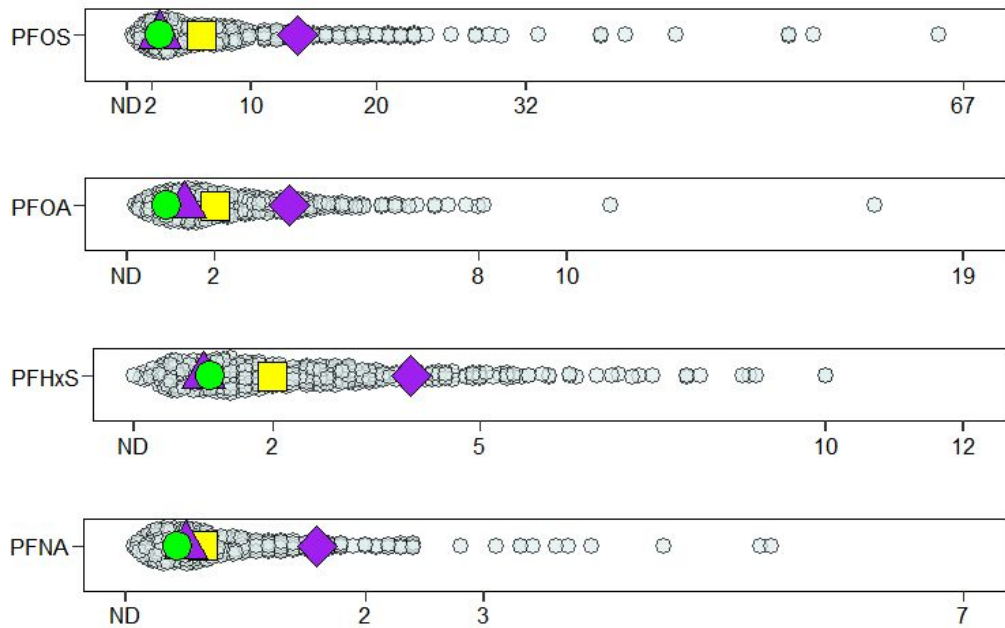 PFOS
ND 2 10 20 32 67
PFOA
ND 2 8 10 19
PFHxS
ND 2 5 10 12
PFNA
ND 2 3 7